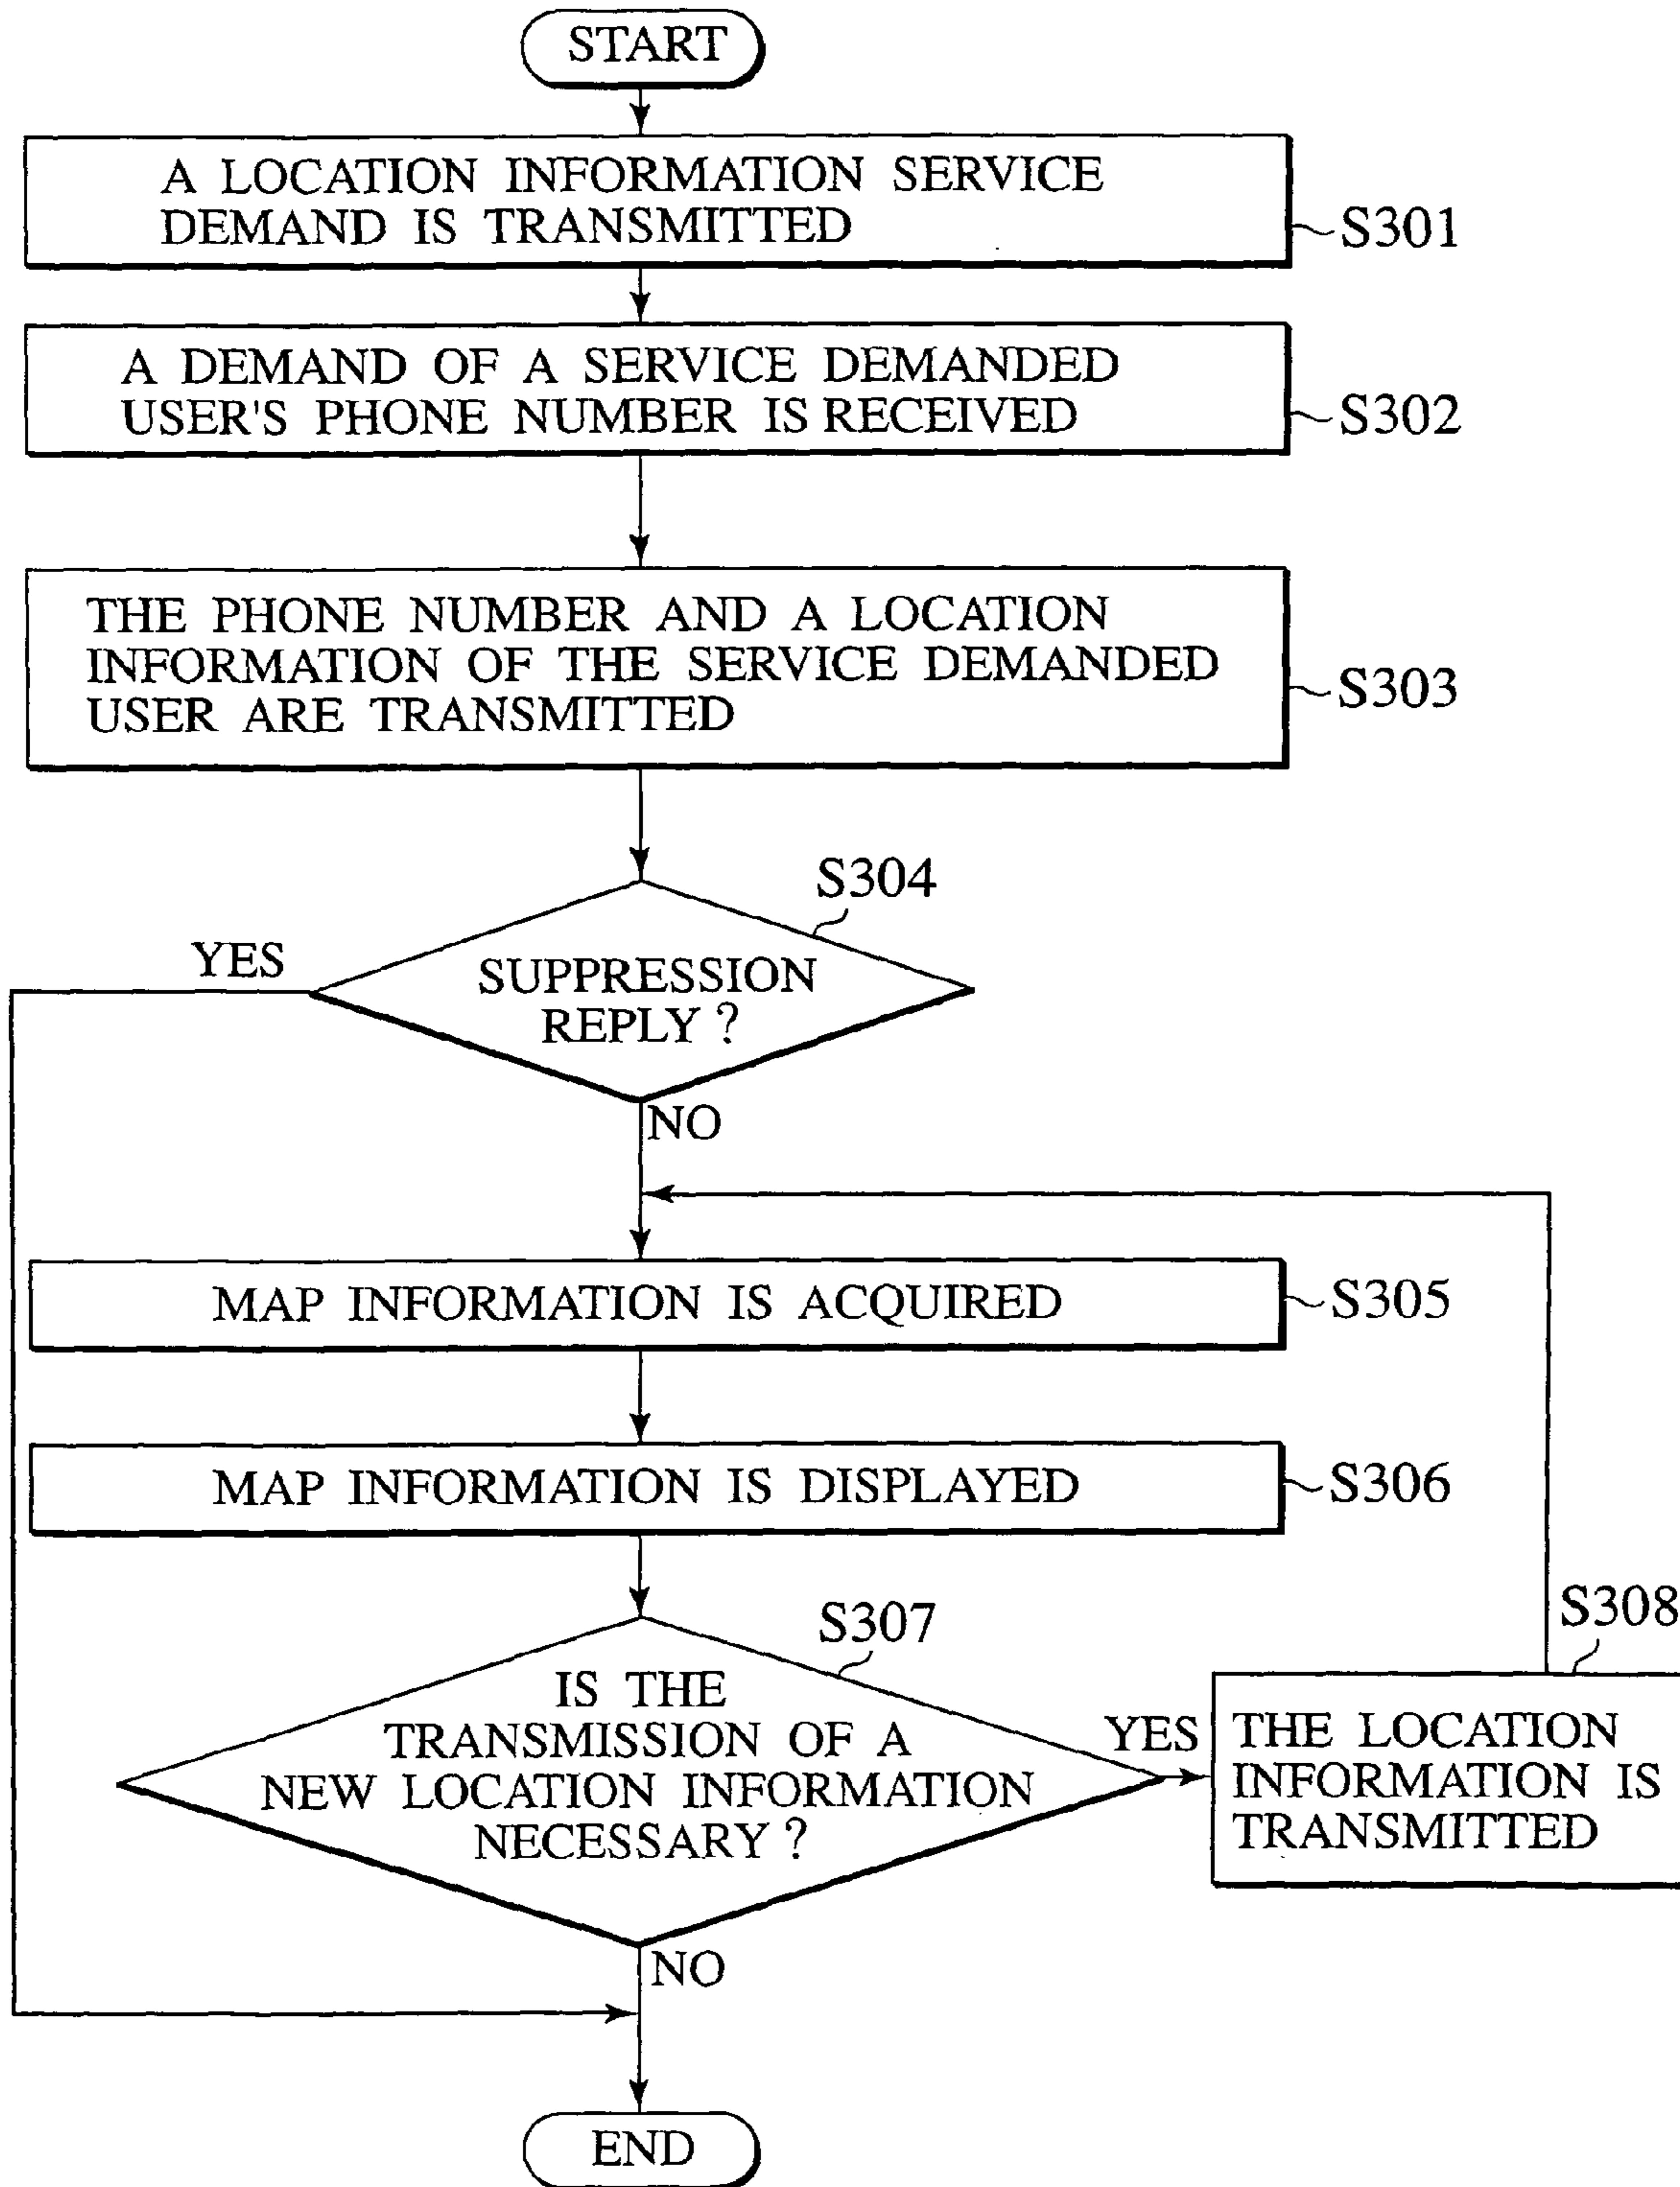 START
A LOCATION INFORMATION SERVICE
DEMAND IS TRANSMITTED
S301
A DEMAND OF A SERVICE DEMANDED
USER'S PHONE NUMBER IS RECEIVED
S302
THE PHONE NUMBER AND A LOCATION
INFORMATION OF THE SERVICE DEMANDED
USER ARE TRANSMITTED
S303
S304
YES
SUPPRESSION
REPLY ?
NO
MAP INFORMATION IS ACQUIRED
S305
MAP INFORMATION IS DISPLAYED
S306
S307
IS THE
TRANSMISSION OF A
NEW LOCATION INFORMATION
NECESSARY ?
YES
S308
THE LOCATION
INFORMATION IS
TRANSMITTED
NO
END